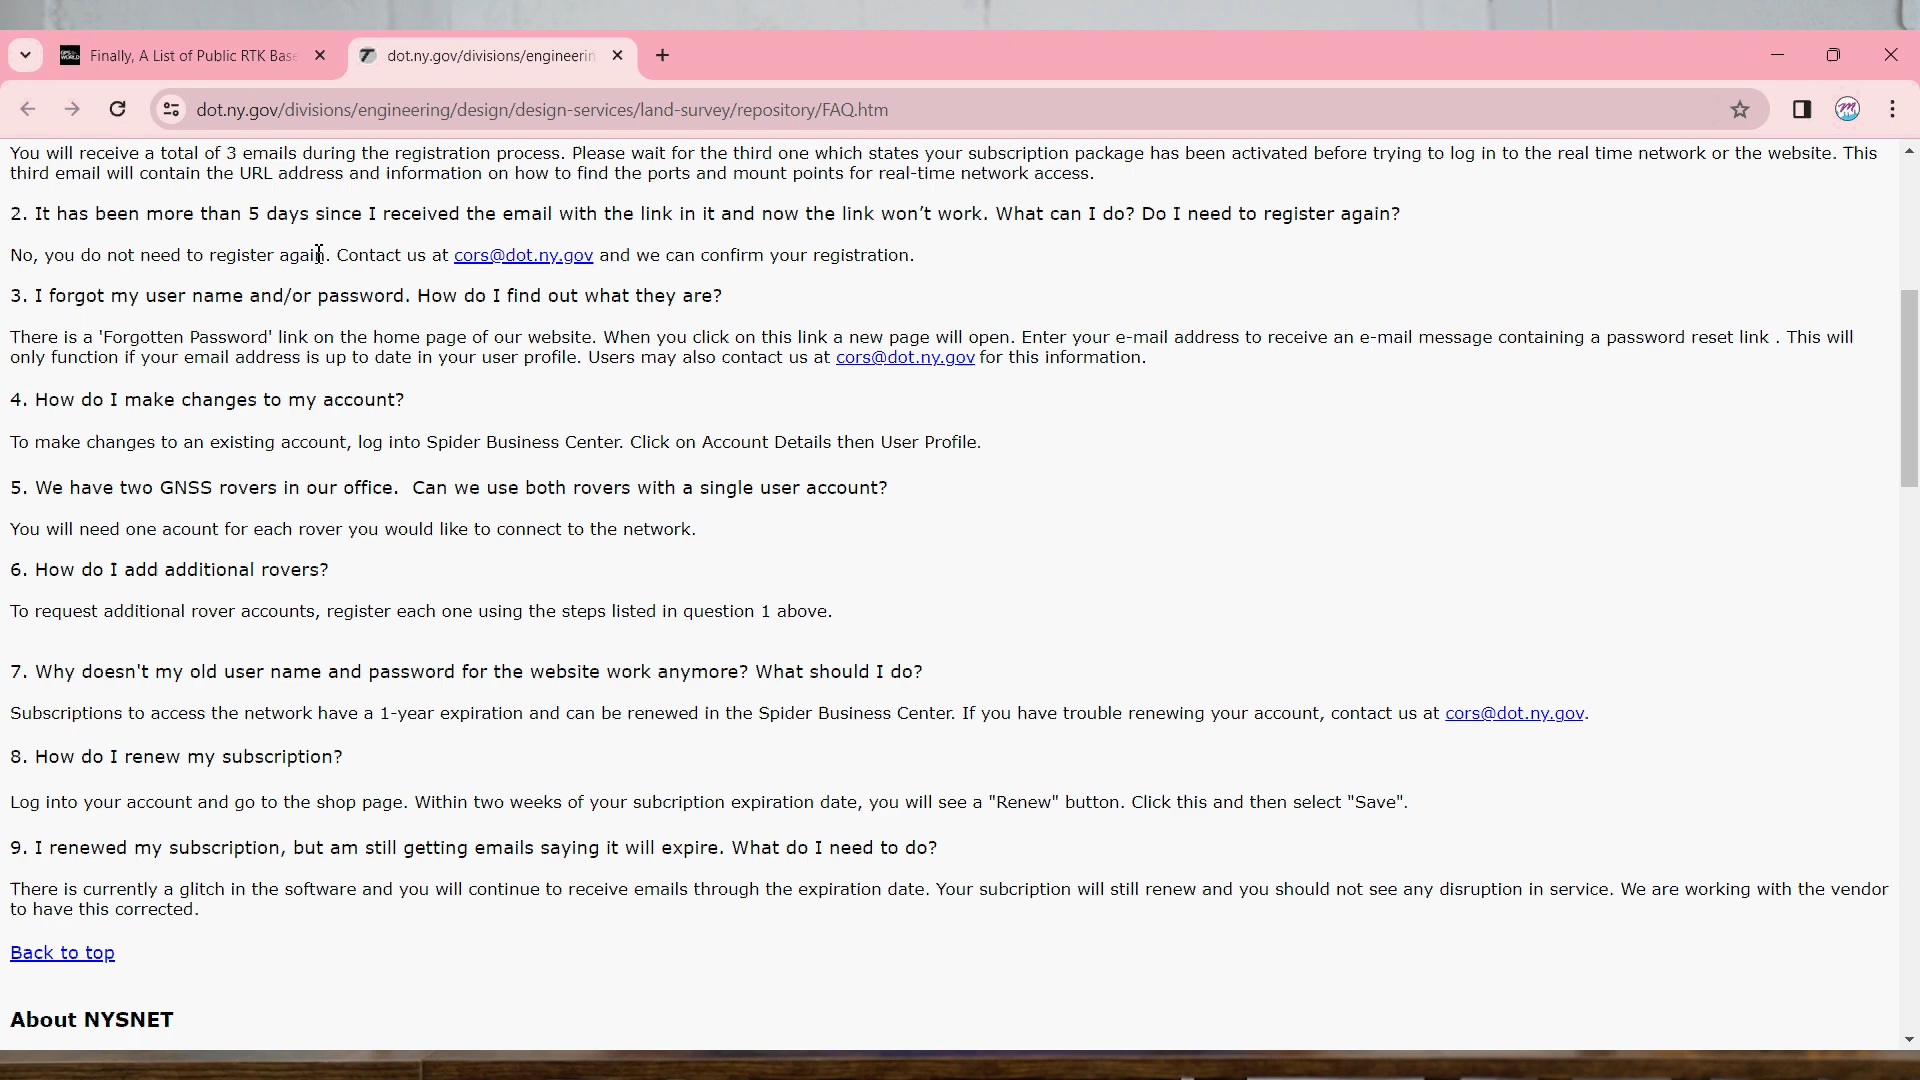 Finally, A List of Public RTK Base
dot.ny.gov/divisions/engineerin
dot.ny.gov/divisions/engineering/design/design-services/land-survey/repository/FAQ.htm
You will receive a total of 3 emails during the registration process. Please wait for the third one which states your subscription package has been activated before trying to log in to the real time network or the website. This
third email will contain the URL address and information on how to find the ports and mount points for real-time network access.
2. It has been more than 5 days since I received the email with the link in it and now the link won’t work. What can I do? Do I need to register again?
No, you do not need to register again. Contact us at cors@dot.ny.gov and we can confirm your registration.
3. I forgot my user name and/or password. How do I find out what they are?
There is a 'Forgotten Password' link on the home page of our website. When you click on this link a new page will open. Enter your e-mail address to receive an e-mail message containing a password reset link . This will
only function if your email address is up to date in your user profile. Users may also contact us at cors@dot.ny.gov for this information.
4. How do I make changes to my account?
To make changes to an existing account, log into Spider Business Center. Click on Account Details then User Profile.
5. We have two GNSS rovers in our office.  Can we use both rovers with a single user account?
You will need one acount for each rover you would like to connect to the network.
6. How do I add additional rovers?
To request additional rover accounts, register each one using the steps listed in question 1 above.
7. Why doesn't my old user name and password for the website work anymore? What should I do?
Subscriptions to access the network have a 1-year expiration and can be renewed in the Spider Business Center. If you have trouble renewing your account, contact us at cors@dot.ny.gov.
8. How do I renew my subscription?
Log into your account and go to the shop page. Within two weeks of your subcription expiration date, you will see a "Renew" button. Click this and then select "Save".
9. I renewed my subscription, but am still getting emails saying it will expire. What do I need to do?
There is currently a glitch in the software and you will continue to receive emails through the expiration date. Your subcription will still renew and you should not see any disruption in service. We are working with the vendor
to have this corrected.
Back to top
About NYSNET